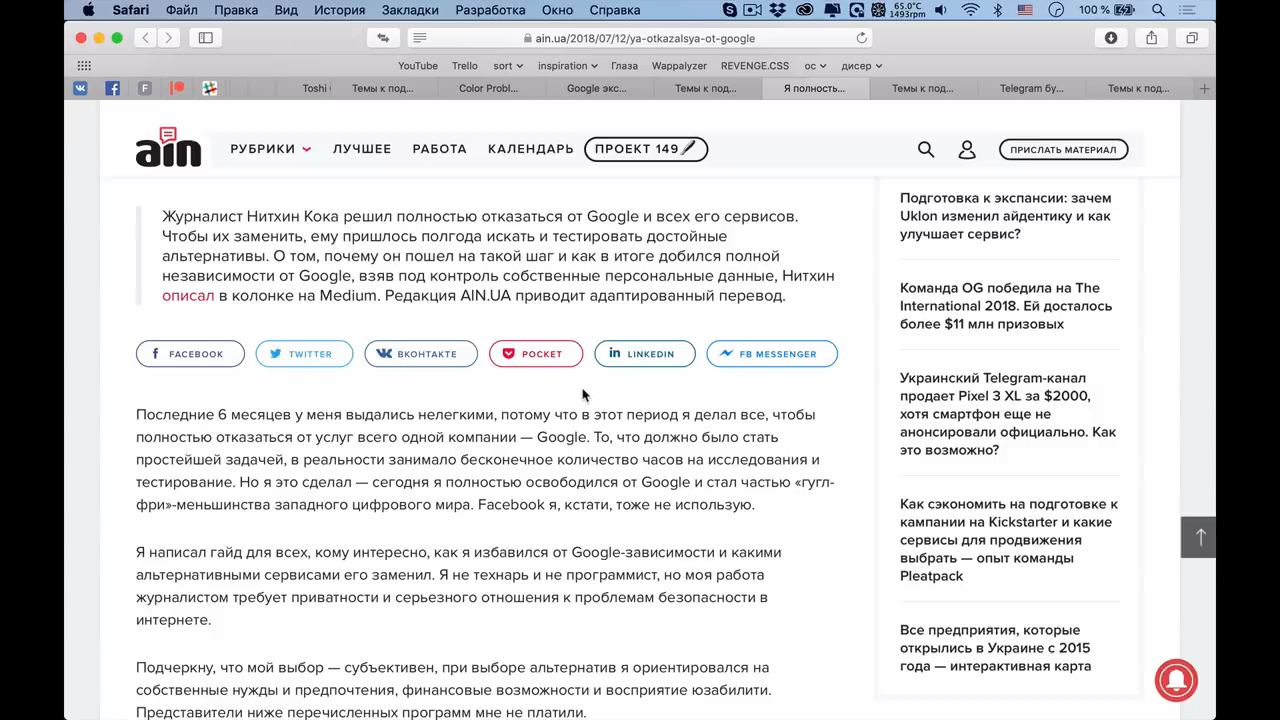 Safari Файл Правка Вид История Закладки Разработка Окно Справка 65.0°C 1493rpm 100 %
ain.ua/2018/07/12/ya-otkazalsya-ot-google
YouTube Trello sort inspiration Глаза Wappalyzer REVENGE.CSS ос дисер
Toshi Темы к под... Color Probl... Google экс... Темы к под... Я полность... Темы к под... Telegram бу... Темы к под...
ain РУБРИКИ ЛУЧШЕЕ РАБОТА КАЛЕНДАРЬ ПРОЕКТ 149 ПРИСЛАТЬ МАТЕРИАЛ
Журналист Нитхин Кока решил полностью отказаться от Google и всех его сервисов.
Чтобы их заменить, ему пришлось полгода искать и тестировать достойные
альтернативы. О том, почему он пошел на такой шаг и как в итоге добился полной
независимости от Google, взяв под контроль собственные персональные данные, Нитхин
описал в колонке на Medium. Редакция AIN.UA приводит адаптированный перевод.
FACEBOOK TWITTER ВКОНТАКТЕ POCKET LINKEDIN FB MESSENGER
Последние 6 месяцев у меня выдались нелегкими, потому что в этот период я делал все, чтобы
полностью отказаться от услуг всего одной компании — Google. То, что должно было стать
простейшей задачей, в реальности занимало бесконечное количество часов на исследования и
тестирование. Но я это сделал — сегодня я полностью освободился от Google и стал частью «гугл-
фри»-меньшинства западного цифрового мира. Facebook я, кстати, тоже не использую.
Я написал гайд для всех, кому интересно, как я избавился от Google-зависимости и какими
альтернативными сервисами его заменил. Я не технарь и не программист, но моя работа
журналистом требует приватности и серьезного отношения к проблемам безопасности в
интернете.
Подчеркну, что мой выбор — субъективен, при выборе альтернатив я ориентировался на
собственные нужды и предпочтения, финансовые возможности и восприятие юзабилити.
Представители ниже перечисленных программ мне не платили.
Подготовка к экспансии: зачем
Uklon изменил айдентику и как
улучшает сервис?
Команда OG победила на The
International 2018. Ей досталось
более $11 млн призовых
Украинский Telegram-канал
продает Pixel 3 XL за $2000,
хотя смартфон еще не
анонсировали официально. Как
это возможно?
Как сэкономить на подготовке к
кампании на Kickstarter и какие
сервисы для продвижения
выбрать — опыт команды
Pleatpack
Все предприятия, которые
открылись в Украине с 2015
года — интерактивная карта